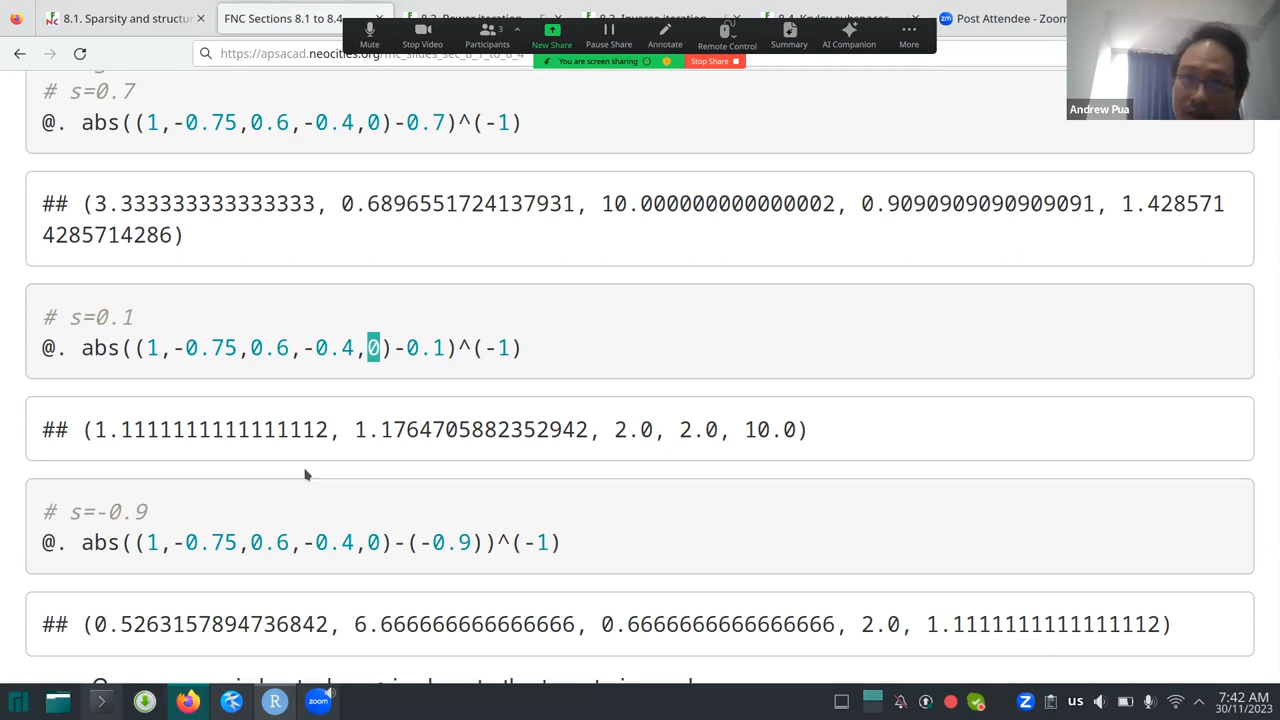 8.1. Sparsity and structur
FNC Sections 8.1 to 8.4
Post Attendee - Zoom
https://apsacad.neocities.org/fnc_slides_sec_8_1_to_8_4
Mute
Stop Video
3
Participants
New Share
Pause Share
Annotate
Remote Control
Summary
AI Companion
More
You are screen sharing
Stop Share
Andrew Pua
# s=0.7
@. abs((1,-0.75,0.6,-0.4,0)-0.7)^(-1)
## (3.333333333333333, 0.6896551724137931, 10.000000000000002, 0.9090909090909091, 1.428571
4285714286)
# s=0.1
@. abs((1,-0.75,0.6,-0.4,0)-0.1)^(-1)
## (1.1111111111111112, 1.1764705882352942, 2.0, 2.0, 10.0)
# s=-0.9
@. abs((1,-0.75,0.6,-0.4,0)-(-0.9))^(-1)
## (0.5263157894736842, 6.666666666666666, 0.6666666666666666, 2.0, 1.1111111111111112)
us
7:42 AM
30/11/2023